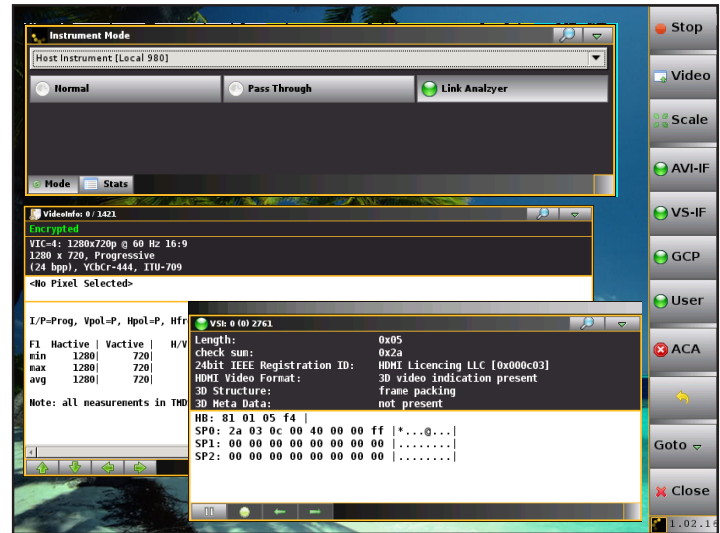 Instrument Mode
Host Instrument [Local 980]
Normal
Pass Through
Link Analzyer
Mode
Stats
VideoInfo: 0 / 1421
Encrypted
VIC=4: 1280x720p @ 60 Hz 16:9
1280 x 720, Progressive
(24 bpp), YCbCr-444, ITU-709
<No Pixel Selected>
I/P=Prog, Vpol=P, Hpol=P, Hfr
F1 Hactive | Vactive | H/V
min 1280| 720|
max 1280| 720|
avg 1280| 720|
Note: all measurements in TMD
VSI: 0 (0) 2761
Length: 0x05
check sum: 0x2a
24bit IEEE Registration ID: HDMI Licencing LLC [0x000c03]
HDMI Video Format: 3D video indication present
3D Structure: frame packing
3D Meta Data: not present
HB: 81 01 05 f4 |
SP0: 2a 03 0c 00 40 00 00 ff |*...@...|
SP1: 00 00 00 00 00 00 00 00 |........|
SP2: 00 00 00 00 00 00 00 00 |........|
Stop
Video
Scale
AVI-IF
VS-IF
GCP
User
ACA
Goto
Close
1.02.16